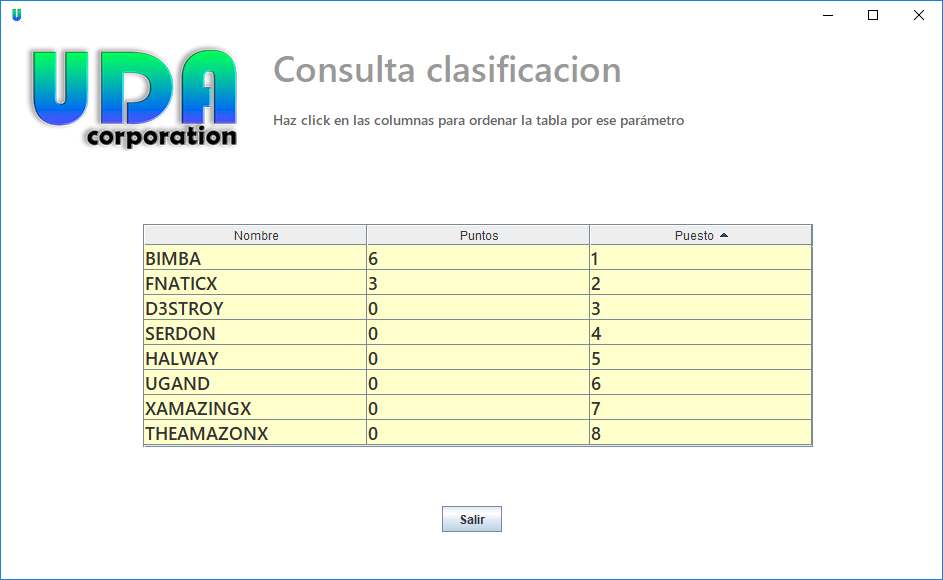 UDA
corporation
Consulta clasificacion
Haz click en las columnas para ordenar la tabla por ese parámetro
Nombre Puntos Puesto
BIMBA 6 1
FNATICX 3 2
D3STROY 0 3
SERDON 0 4
HALWAY 0 5
UGAND 0 6
XAMAZINGX 0 7
THEAMAZONX 0 8
Salir